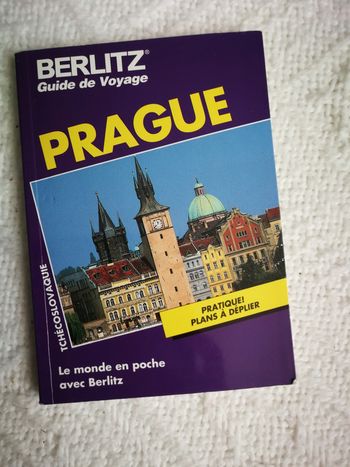 BERLITZ®
Guide de Voyage
PRAGUE
TCHÉCOSLOVAQUIE
PRATIQUE!
PLANS À DÉPLIER
Le monde en poche
avec Berlitz